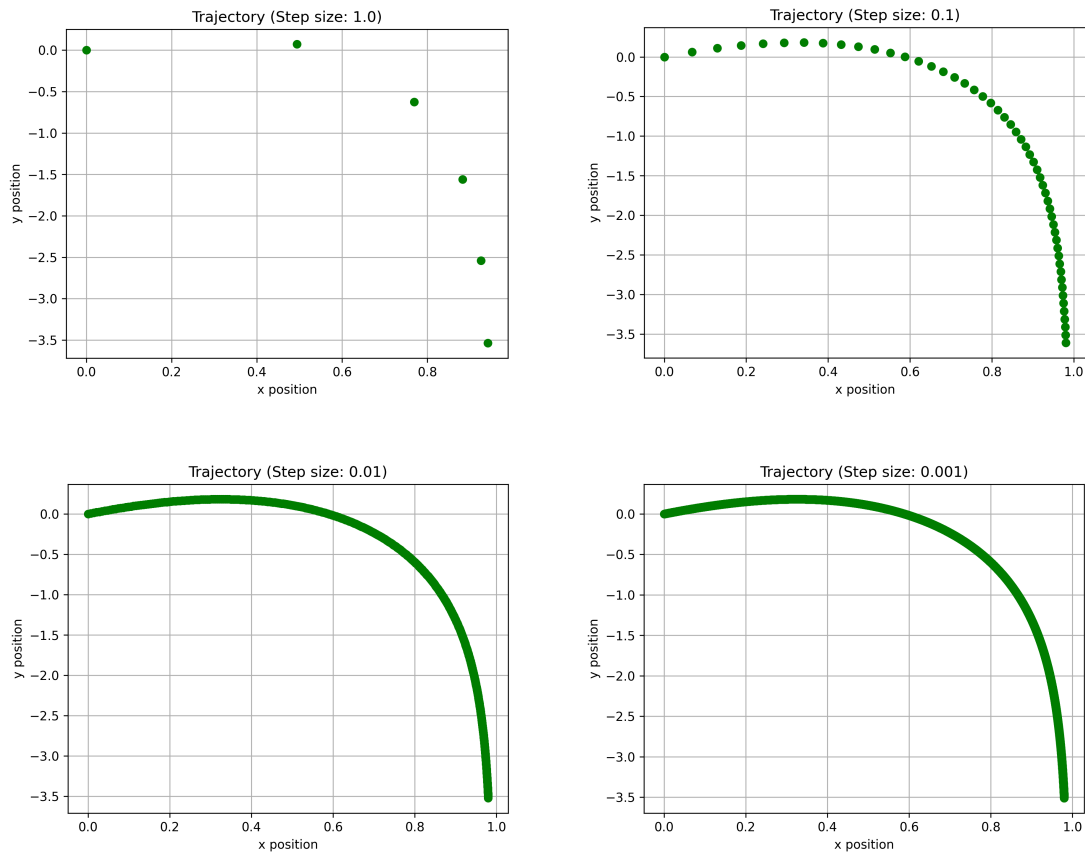 Trajectory (Step size: 1.0)
0.0
−0.5
−1.0
−1.5
−2.0
−2.5
−3.0
−3.5
y position
0.0 0.2 0.4 0.6 0.8
x position
Trajectory (Step size: 0.1)
0.0
−0.5
−1.0
−1.5
−2.0
−2.5
−3.0
−3.5
y position
0.0 0.2 0.4 0.6 0.8 1.0
x position
Trajectory (Step size: 0.01)
0.0
−0.5
−1.0
−1.5
−2.0
−2.5
−3.0
−3.5
y position
0.0 0.2 0.4 0.6 0.8 1.0
x position
Trajectory (Step size: 0.001)
0.0
−0.5
−1.0
−1.5
−2.0
−2.5
−3.0
−3.5
y position
0.0 0.2 0.4 0.6 0.8 1.0
x position